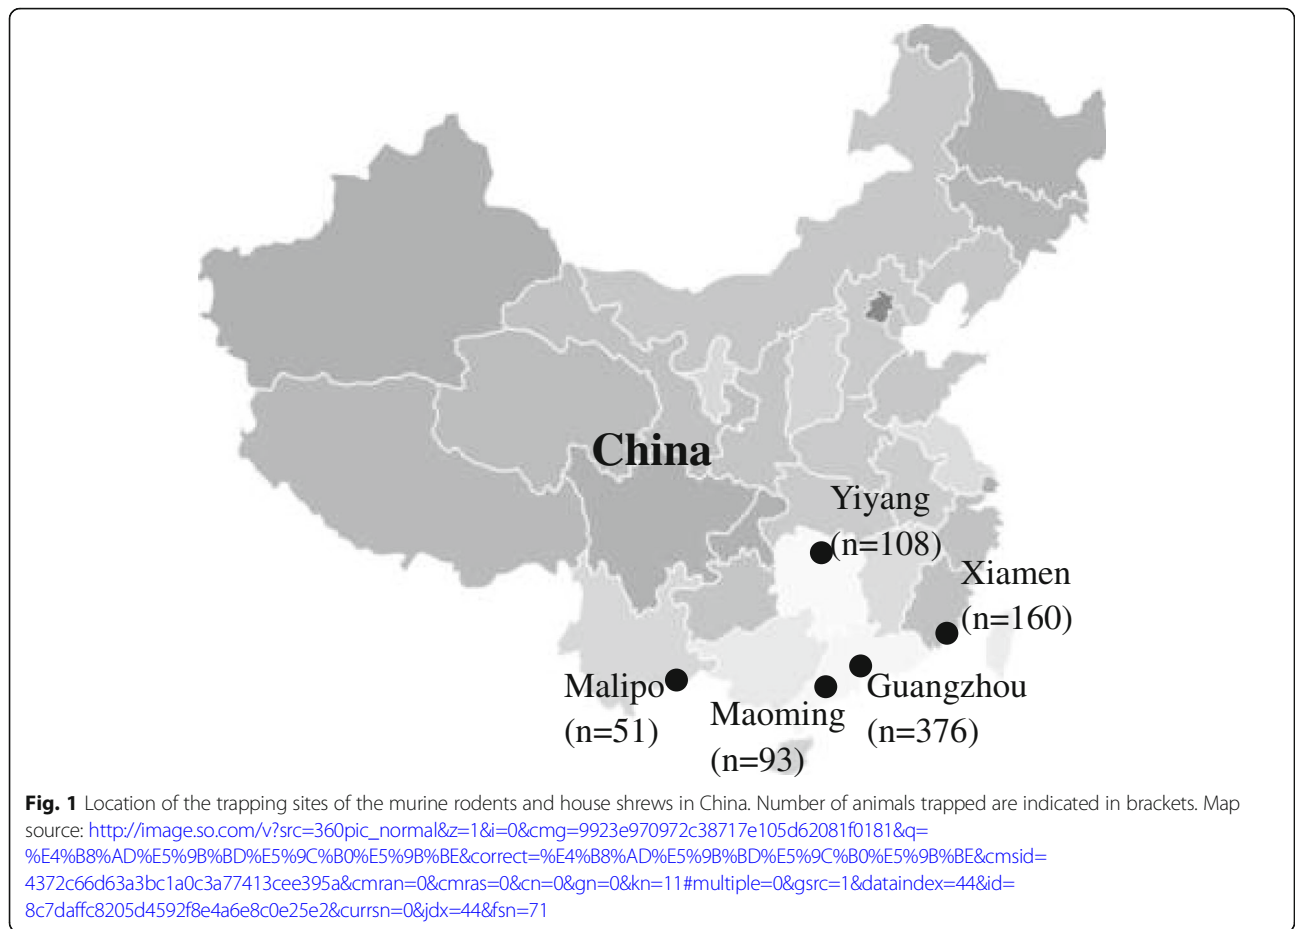 China
Yiyang
(n=108)
Xiamen
(n=160)
Malipo
(n=51)
Maoming
(n=93)
Guangzhou
(n=376)
Fig. 1 Location of the trapping sites of the murine rodents and house shrews in China. Number of animals trapped are indicated in brackets. Map
source: http://image.so.com/v?src=360pic_normal&z=1&i=0&cmg=9923e970972c38717e105d62081f0181&q=
%E4%B8%AD%E5%9B%BD%E5%9C%B0%E5%9B%BE&correct=%E4%B8%AD%E5%9B%BD%E5%9C%B0%E5%9B%BE&cmsid=
4372c66d63a3bc1a0c3a77413cee395a&cmran=0&cmras=0&cn=0&gn=0&kn=11#multiple=0&gsrc=1&dataindex=44&id=
8c7daffc8205d4592f8e4a6e8c0e25e2&currsn=0&jdx=44&fsn=71